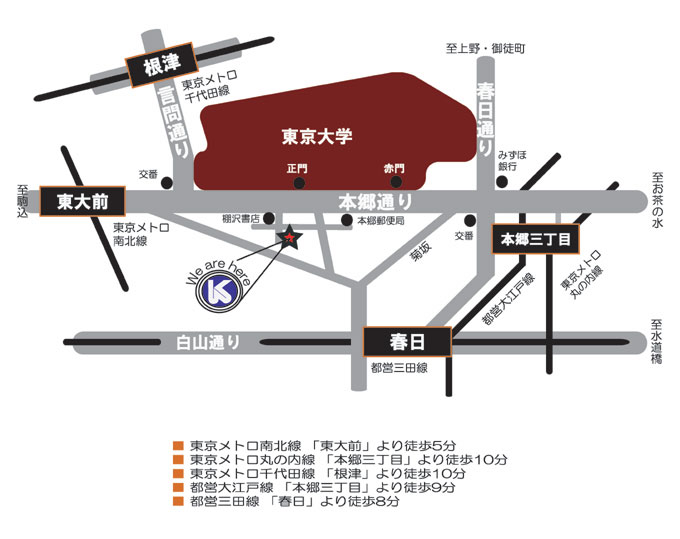 至上野・御徒町
根津
東京メトロ
千代田線
言問通り
春日通り
東京大学
みずほ
銀行
交番
正門
赤門
至駒込
東大前
本郷通り
至お茶の水
東京メトロ
南北線
棚沢書店
本郷郵便局
交番
本郷三丁目
菊坂
We are here
KS
都営大江戸線
東京メトロ
丸の内線
白山通り
春日
至水道橋
都営三田線
東京メトロ南北線 「東大前」より徒歩5分
東京メトロ丸の内線 「本郷三丁目」より徒歩10分
東京メトロ千代田線 「根津」より徒歩10分
都営大江戸線 「本郷三丁目」より徒歩9分
都営三田線 「春日」より徒歩8分